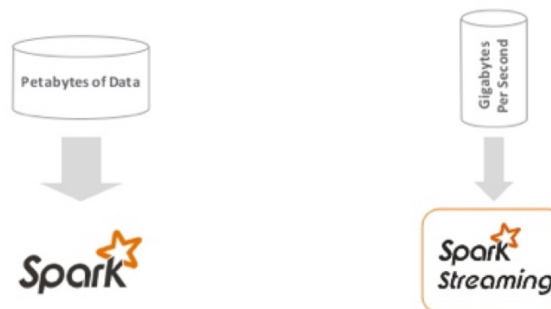 Petabytes of Data
Gigabytes
Per Second
Spark
Spark
Streaming